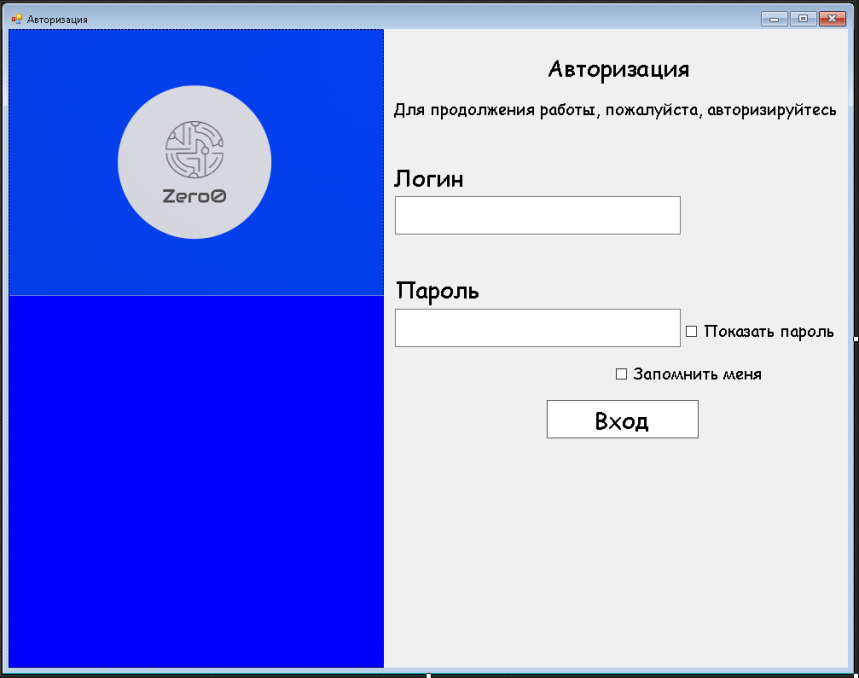 Авторизация
Zero0
Авторизация
Для продолжения работы, пожалуйста, авторизируйтесь
Логин
Пароль
Показать пароль
Запомнить меня
Вход